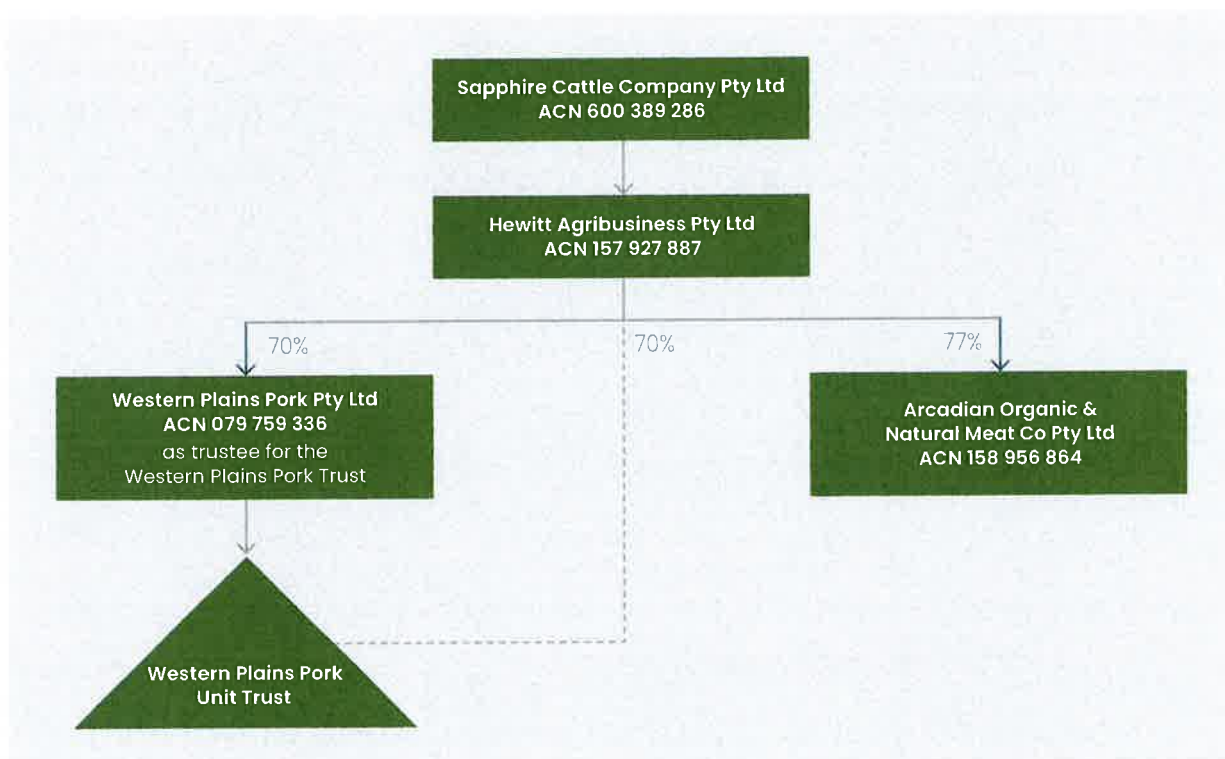 Sapphire Cattle Company Pty Ltd
ACN 600 389 286
Hewitt Agribusiness Pty Ltd
ACN 157 927 887
70%
70%
77%
Western Plains Pork Pty Ltd
ACN 079 759 336
as trustee for the
Western Plains Pork Trust
Arcadian Organic &
Natural Meat Co Pty Ltd
ACN 158 956 864
Western Plains Pork
Unit Trust